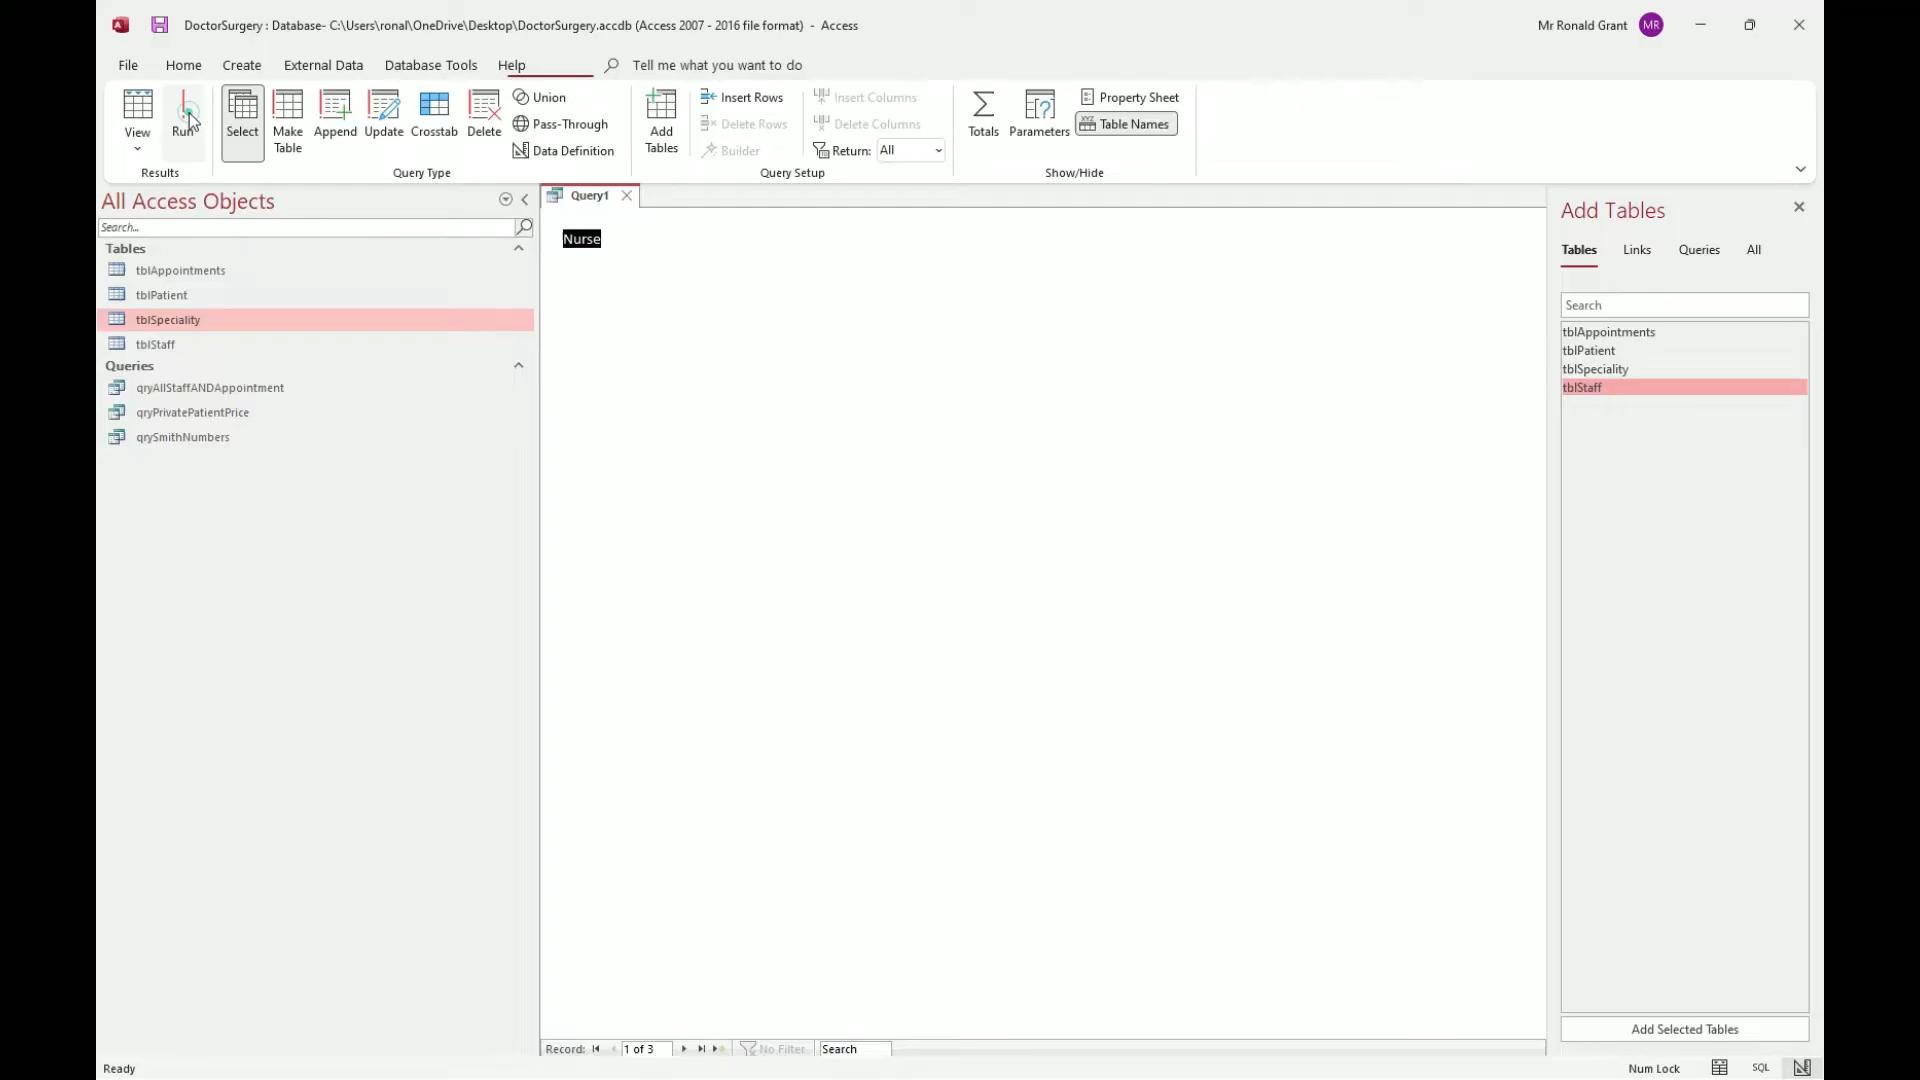 DoctorSurgery : Database- C:\Users\ronal\OneDrive\Desktop\DoctorSurgery.accdb (Access 2007 - 2016 file format) - Access
Mr Ronald Grant MR
File Home Create External Data Database Tools Help Tell me what you want to do
View
Run
Select
Make
Table
Append
Update
Crosstab
Delete
Union
Pass-Through
Data Definition
Add
Tables
Insert Rows
Delete Rows
Builder
Insert Columns
Delete Columns
Return: All
Totals
Parameters
Property Sheet
Table Names
Results
Query Type
Query Setup
Show/Hide
All Access Objects
Search...
Tables
tblAppointments
tblPatient
tblSpeciality
tblStaff
Queries
qryAllStaffANDAppointment
qryPrivatePatientPrice
qrySmithNumbers
Query1
Nurse
Record: 1 of 3 No Filter Search
Add Tables
Tables Links Queries All
Search
tblAppointments
tblPatient
tblSpeciality
tblStaff
Add Selected Tables
Ready
Num Lock SQL